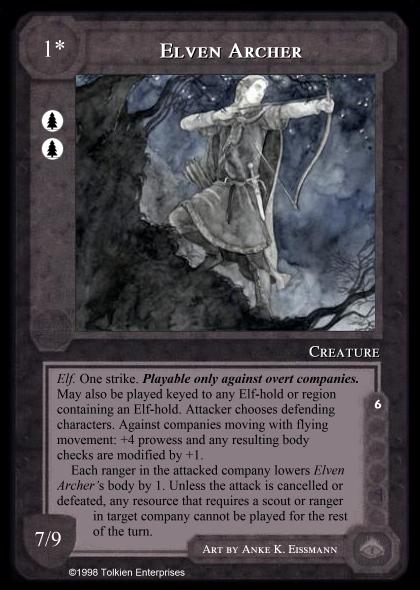 1*
Elven Archer
Creature
Elf. One strike. Playable only against overt companies.
May also be played keyed to any Elf-hold or region
containing an Elf-hold. Attacker chooses defending
characters. Against companies moving with flying
movement: +4 prowess and any resulting body
checks are modified by +1.
6
Each ranger in the attacked company lowers Elven
Archer's body by 1. Unless the attack is cancelled or
defeated, any resource that requires a scout or ranger
in target company cannot be played for the rest
of the turn.
7/9
Art by Anke K. Eissmann
©1998 Tolkien Enterprises